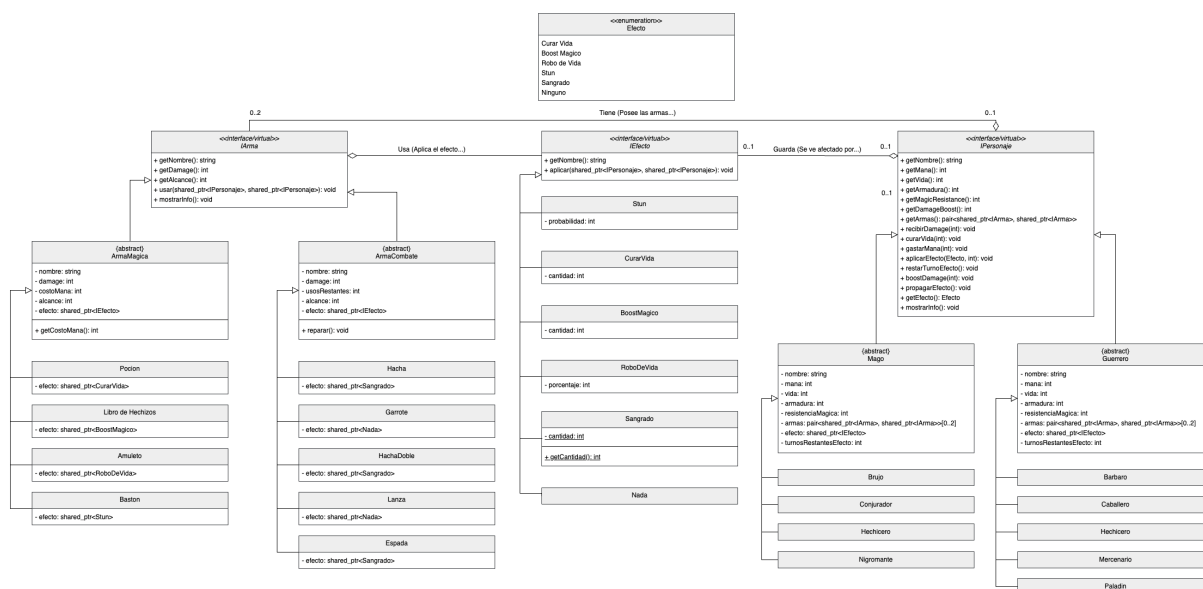 <<enumeration>>
Efecto
Curar Vida
Boost Magico
Robo de Vida
Stun
Sangrado
Ninguno
0..2
Tiene (Posee las armas...)
0..1
<<interface/virtual>>
IArma
+ getNombre(): string
+ getDamage(): int
+ getAlcance(): int
+ usar(shared_ptr<IPersonaje>, shared_ptr<IPersonaje>): void
+ mostrarInfo(): void
Usa (Aplica el efecto...)
<<interface/virtual>>
IEfecto
+ getNombre(): string
+ aplicar(shared_ptr<IPersonaje>, shared_ptr<IPersonaje>): void
0..1
Guarda (Se ve afectado por...)
0..1
0..1
<<interface/virtual>>
IPersonaje
+ getNombre(): string
+ getMana(): int
+ getVida(): int
+ getArmadura(): int
+ getMagicResistance(): int
+ getDamageBoost(): int
+ getArmas(): pair<shared_ptr<IArma>, shared_ptr<IArma>>
+ recibirDamage(int): void
+ curarVida(int): void
+ gastarMana(int): void
+ aplicarEfecto(Efecto, int): void
+ restarTurnoEfecto(): void
+ boostDamage(int): void
+ propagarEfecto(): void
+ getEfecto(): Efecto
+ mostrarInfo(): void
{abstract}
ArmaMagica
- nombre: string
- damage: int
- costoMana: int
- alcance: int
- efecto: shared_ptr<IEfecto>
+ getCostoMana(): int
Pocion
- efecto: shared_ptr<CurarVida>
Libro de Hechizos
- efecto: shared_ptr<BoostMagico>
Amuleto
- efecto: shared_ptr<RoboDeVida>
Baston
- efecto: shared_ptr<Stun>
{abstract}
ArmaCombate
- nombre: string
- damage: int
- usosRestantes: int
- alcance: int
- efecto: shared_ptr<IEfecto>
+ reparar(): void
Hacha
- efecto: shared_ptr<Sangrado>
Garrote
- efecto: shared_ptr<Nada>
HachaDoble
- efecto: shared_ptr<Sangrado>
Lanza
- efecto: shared_ptr<Nada>
Espada
- efecto: shared_ptr<Sangrado>
Stun
- probabilidad: int
CurarVida
- cantidad: int
BoostMagico
- cantidad: int
RoboDeVida
- porcentaje: int
Sangrado
- cantidad: int
+ getCantidad(): int
Nada
{abstract}
Mago
- nombre: string
- mana: int
- vida: int
- armadura: int
- resistenciaMagica: int
- armas: pair<shared_ptr<IArma>, shared_ptr<IArma>>[0..2]
- efecto: shared_ptr<IEfecto>
- turnosRestantesEfecto: int
Brujo
Conjurador
Hechicero
Nigromante
{abstract}
Guerrero
- nombre: string
- mana: int
- vida: int
- armadura: int
- resistenciaMagica: int
- armas: pair<shared_ptr<IArma>, shared_ptr<IArma>>[0..2]
- efecto: shared_ptr<IEfecto>
- turnosRestantesEfecto: int
Barbaro
Caballero
Hechicero
Mercenario
Paladin